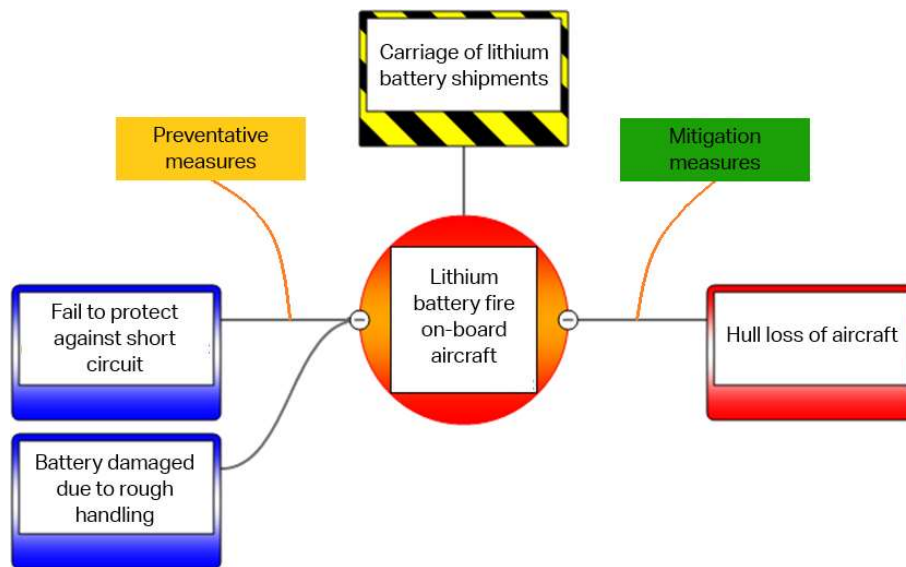 Carriage of lithium
battery shipments
Preventative
measures
Mitigation
measures
Fail to protect
against short
circuit
Lithium
battery fire
on-board
aircraft
Hull loss of aircraft
Battery damaged
due to rough
handling